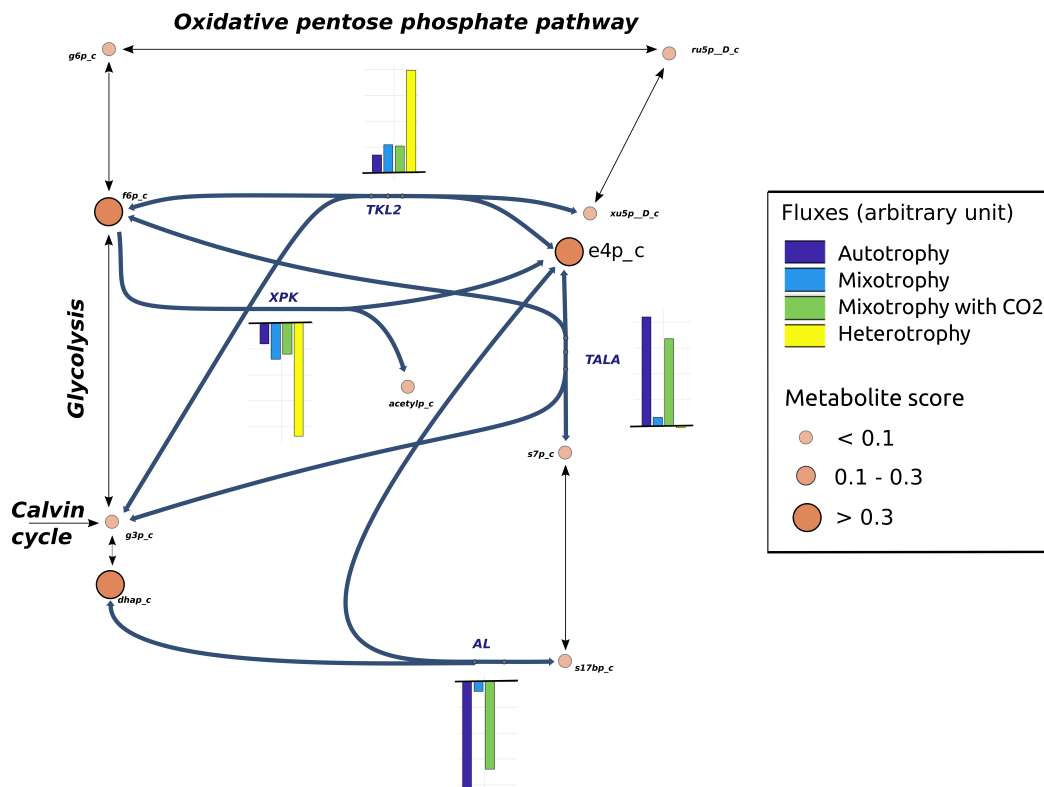 Oxidative pentose phosphate pathway
g6p_c
ru5p__D_c
f6p_c
TKL2
xu5p__D_c
e4p_c
XPK
Glycolysis
TALA
acetylp_c
s7p_c
Calvin
cycle
g3p_c
dhap_c
AL
s17bp_c
Fluxes (arbitrary unit)
Autotrophy
Mixotrophy
Mixotrophy with CO2
Heterotrophy
Metabolite score
< 0.1
0.1 - 0.3
> 0.3